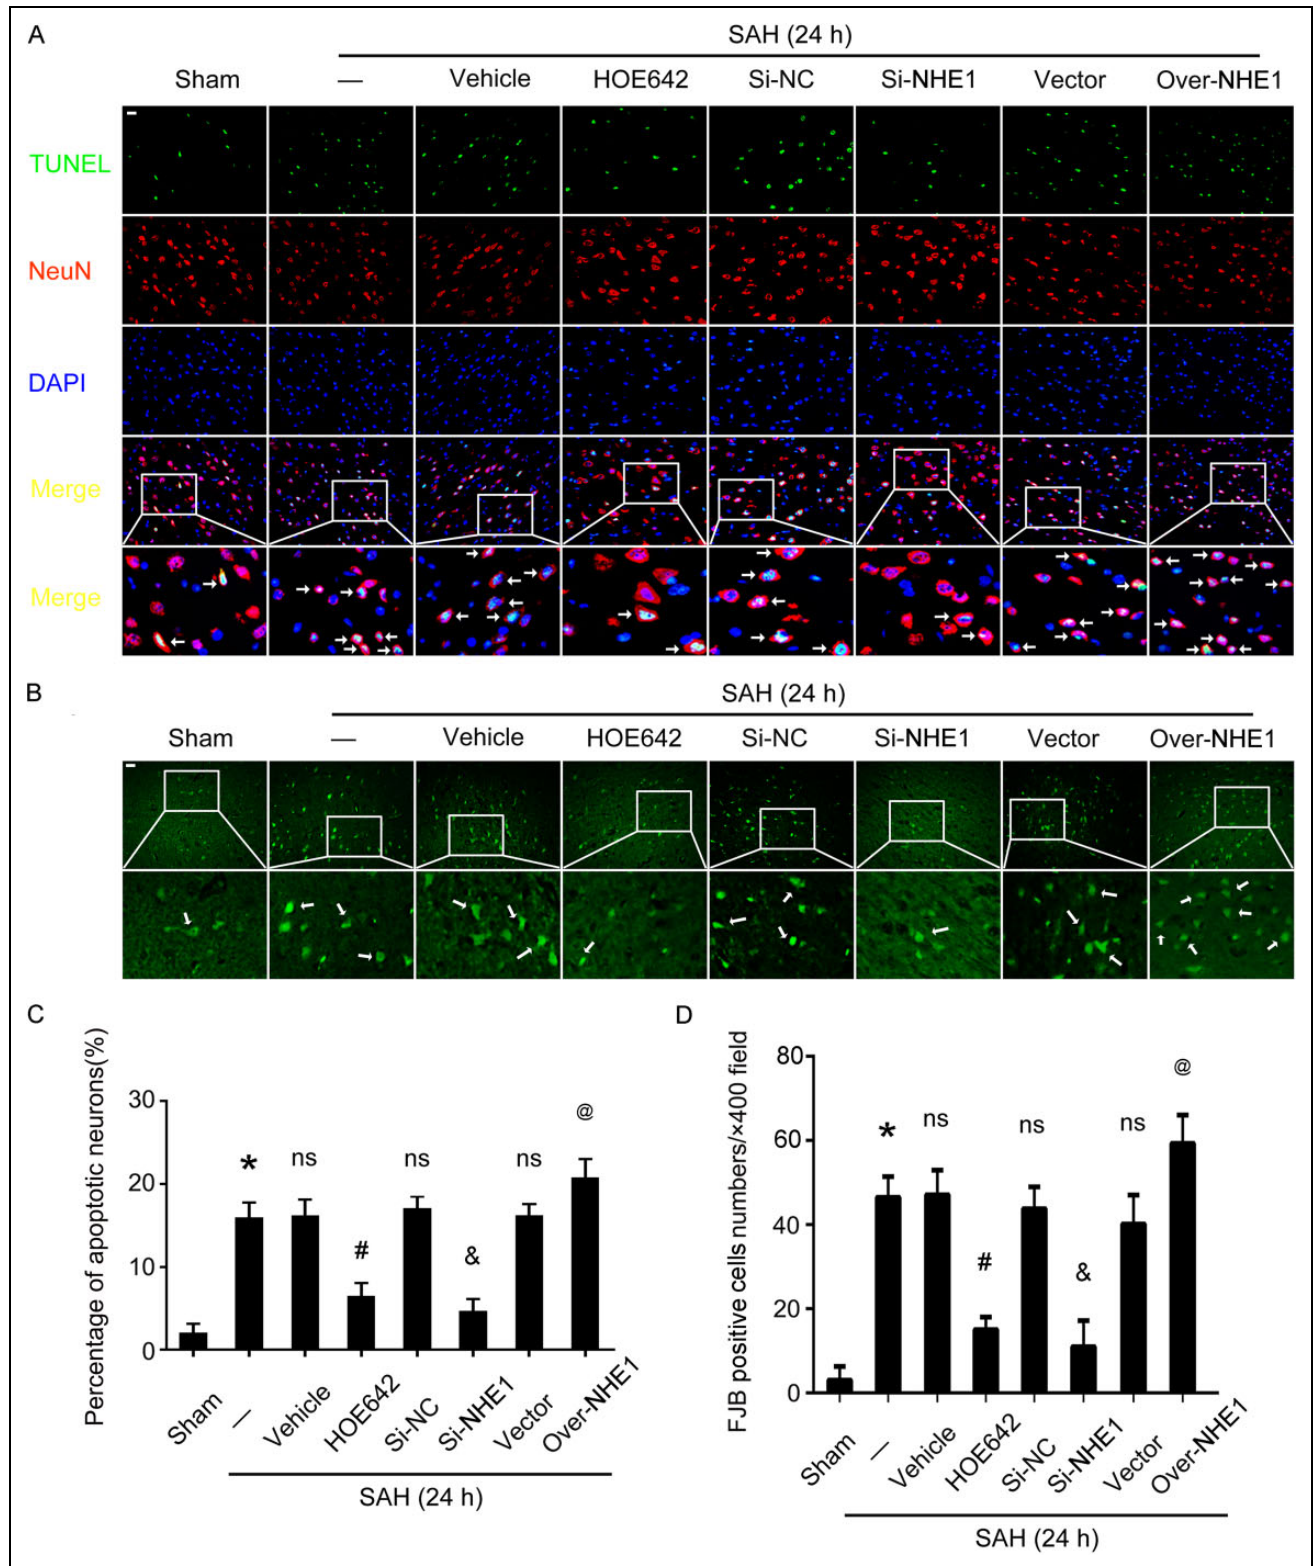 A
SAH (24 h)
Sham — Vehicle HOE642 Si-NC Si-NHE1 Vector Over-NHE1
TUNEL
NeuN
DAPI
Merge
Merge
B
SAH (24 h)
Sham — Vehicle HOE642 Si-NC Si-NHE1 Vector Over-NHE1
C
Percentage of apoptotic neurons(%)
30
20
10
0
* ns # ns & ns @
Sham — Vehicle HOE642 Si-NC Si-NHE1 Vector Over-NHE1
SAH (24 h)
D
FJB positive cells numbers/×400 field
80
60
40
20
0
* ns # ns & ns @
Sham — Vehicle HOE642 Si-NC Si-NHE1 Vector Over-NHE1
SAH (24 h)